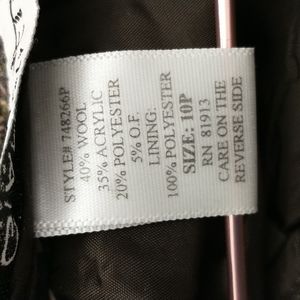 STYLE# 748266P
40% WOOL
35% ACRYLIC
20% POLYESTER
5% O.F.
LINING:
100% POLYESTER
SIZE: 10P
RN 81913
CARE ON THE
REVERSE SIDE